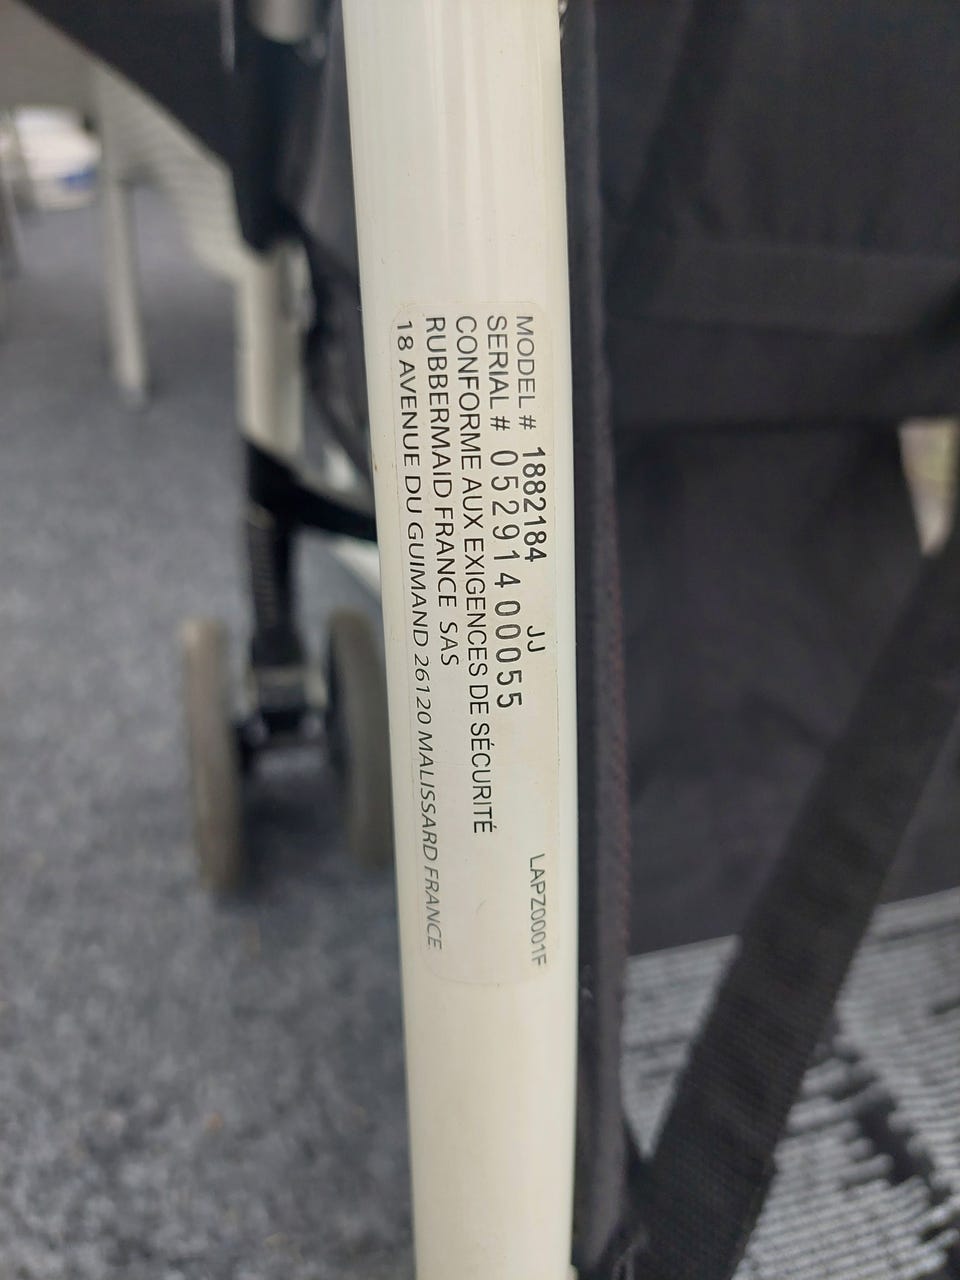 MODEL # 1882184 JJ LAPZ0001F
SERIAL # 05291400055
CONFORME AUX EXIGENCES DE SÉCURITÉ
RUBBERMAID FRANCE SAS
18 AVENUE DU GUIMAND 26120 MALISSARD FRANCE